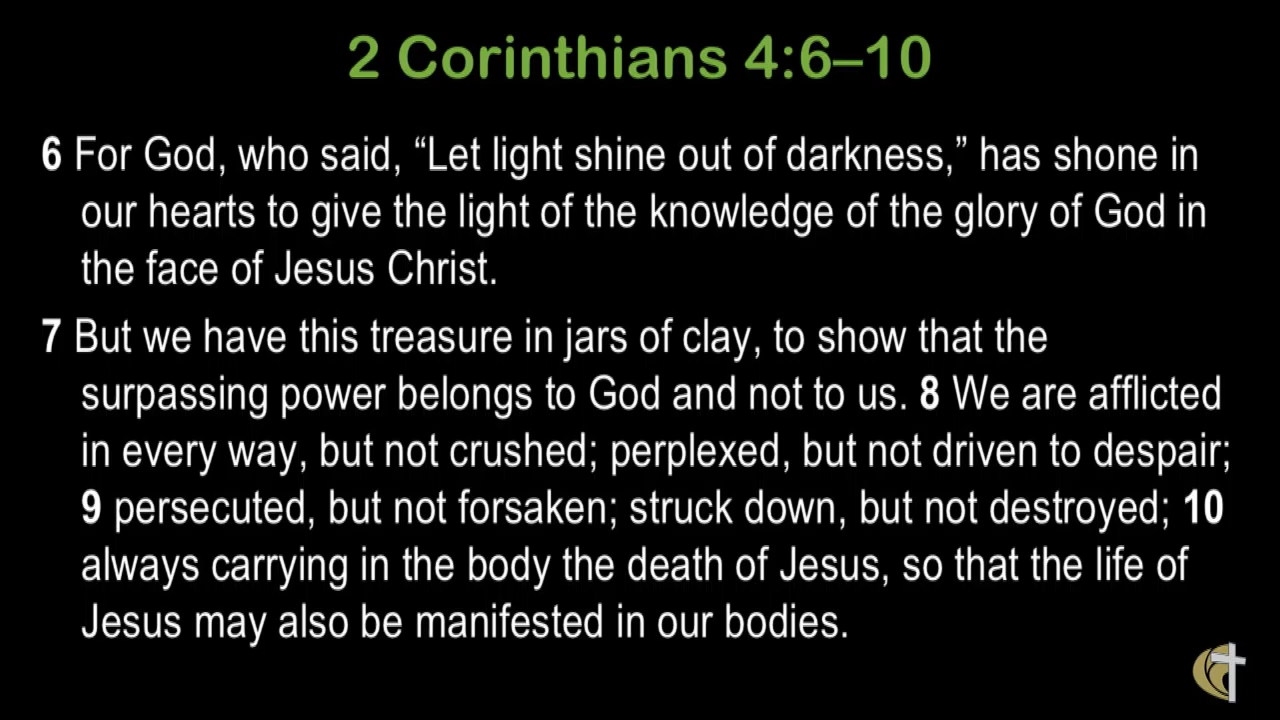 2 Corinthians 4:6–10
6 For God, who said, “Let light shine out of darkness,” has shone in
our hearts to give the light of the knowledge of the glory of God in
the face of Jesus Christ.
7 But we have this treasure in jars of clay, to show that the
surpassing power belongs to God and not to us. 8 We are afflicted
in every way, but not crushed; perplexed, but not driven to despair;
9 persecuted, but not forsaken; struck down, but not destroyed; 10
always carrying in the body the death of Jesus, so that the life of
Jesus may also be manifested in our bodies.